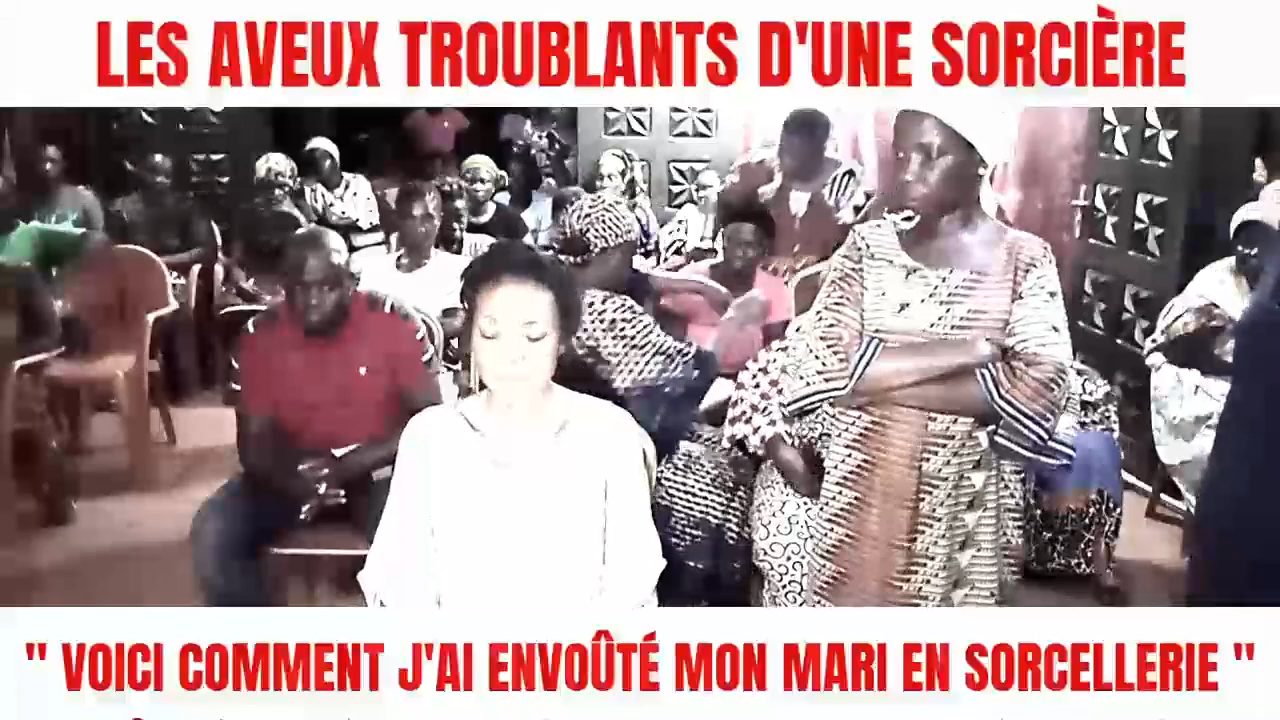 LES AVEUX TROUBLANTS D'UNE SORCIÈRE
" VOICI COMMENT J'AI ENVOÛTÉ MON MARI EN SORCELLERIE "